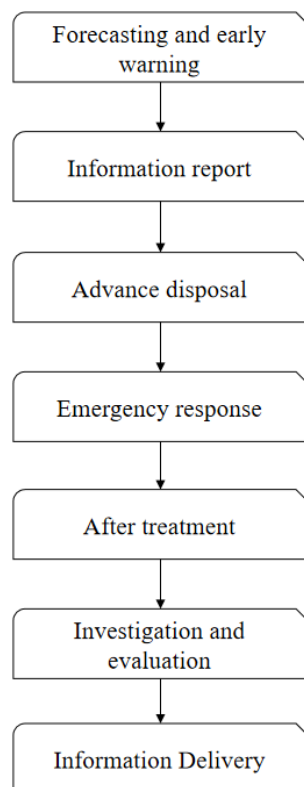 Forecasting and early
warning
Information report
Advance disposal
Emergency response
After treatment
Investigation and
evaluation
Information Delivery